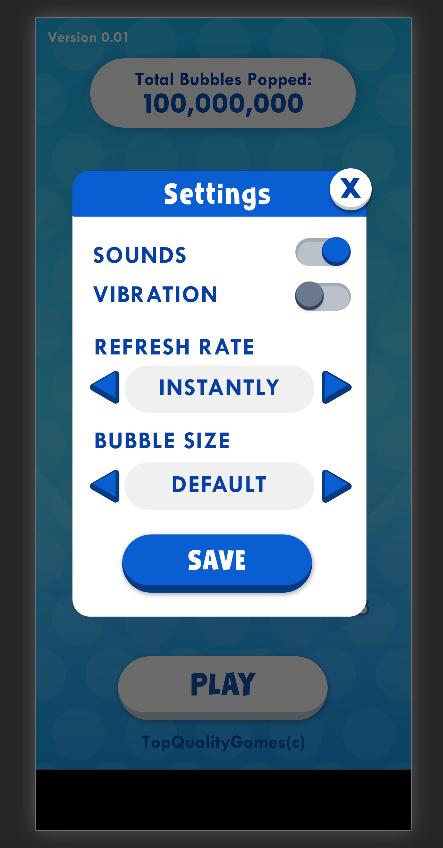 Version 0.01
Total Bubbles Popped:
100,000,000
Settings
X
SOUNDS
VIBRATION
REFRESH RATE
INSTANTLY
BUBBLE SIZE
DEFAULT
SAVE
PLAY
TopQualityGames(c)